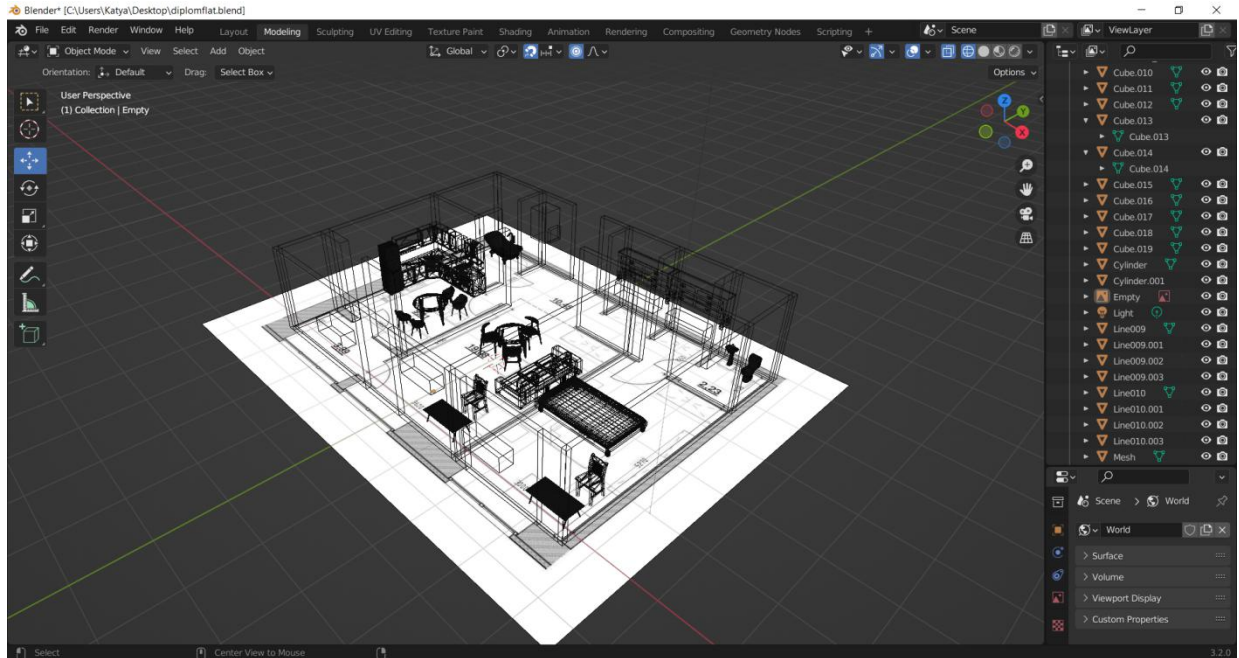 Blender* [C:\Users\Katya\Desktop\diplomflat.blend]
File Edit Render Window Help Layout Modeling Sculpting UV Editing Texture Paint Shading Animation Rendering Compositing Geometry Nodes Scripting + Scene ViewLayer
Object Mode View Select Add Object Global
Orientation: Default Drag: Select Box Options
User Perspective
(1) Collection | Empty
Z
Y
X
Cube.010
Cube.011
Cube.012
Cube.013
Cube.013
Cube.014
Cube.014
Cube.015
Cube.016
Cube.017
Cube.018
Cube.019
Cylinder
Cylinder.001
Empty
Light
Line009
Line009.001
Line009.002
Line009.003
Line010
Line010.001
Line010.002
Line010.003
Mesh
2.23
Scene > World
World
> Surface
> Volume
> Viewport Display
> Custom Properties
Select Center View to Mouse 3.2.0